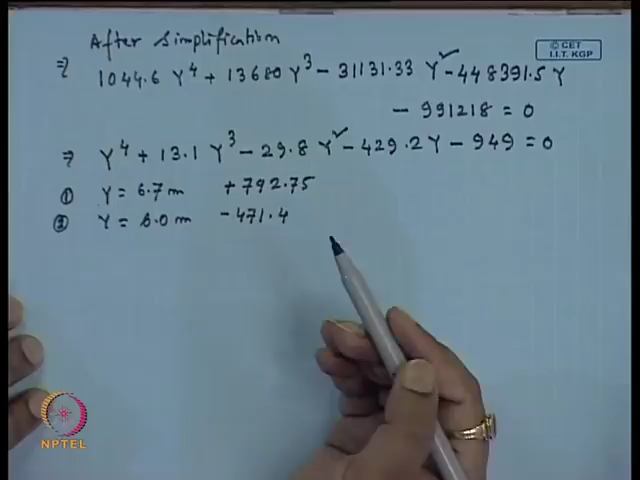 After Simplification
© CET
I.I.T. KGP
⇒ 1044.6 Y⁴ + 13680 Y³ - 31131.33 Y² - 448391.5 Y
- 991218 = 0
⇒ Y⁴ + 13.1 Y³ - 29.8 Y² - 429.2 Y - 949 = 0
① Y = 6.7 m + 792.75
② Y = 6.0 m - 471.4
NPTEL